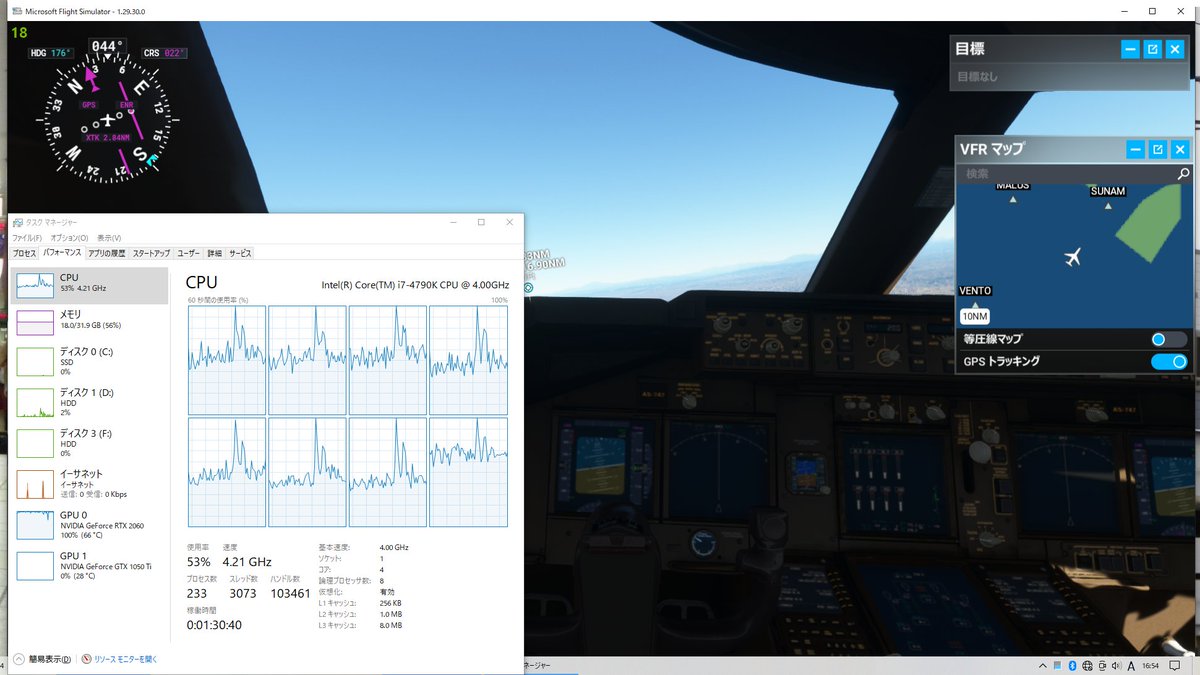 Microsoft Flight Simulator - 1.29.30.0
18
HDG 176°
044°
CRS 022°
N
3
6
E
12
15
S
21
24
W
30
33
GPS
ENR
XTK 2.84NM
目標
目標なし
VFR マップ
検索
MALUS
SUNAM
VENTO
10NM
等圧線マップ
GPS トラッキング
6.90NM
タスク マネージャー
ファイル(F) オプション(O) 表示(V)
プロセス パフォーマンス アプリの履歴 スタートアップ ユーザー 詳細 サービス
CPU
53% 4.21 GHz
メモリ
18.0/31.9 GB (56%)
ディスク 0 (C:)
SSD
0%
ディスク 1 (D:)
HDD
2%
ディスク 3 (F:)
HDD
0%
イーサネット
イーサネット
送信: 0 受信: 0 Kbps
GPU 0
NVIDIA GeForce RTX 2060
100% (66 °C)
GPU 1
NVIDIA GeForce GTX 1050 Ti
0% (28 °C)
CPU
Intel(R) Core(TM) i7-4790K CPU @ 4.00GHz
60 秒間の使用率 (%)
100%
使用率 速度
53% 4.21 GHz
プロセス数 スレッド数 ハンドル数
233 3073 103461
稼働時間
0:01:30:40
基本速度: 4.00 GHz
ソケット: 1
コア: 4
論理プロセッサ数: 8
仮想化: 有効
L1 キャッシュ: 256 KB
L2 キャッシュ: 1.0 MB
L3 キャッシュ: 8.0 MB
簡易表示(D)
リソース モニターを開く
ージャー
A
16:54